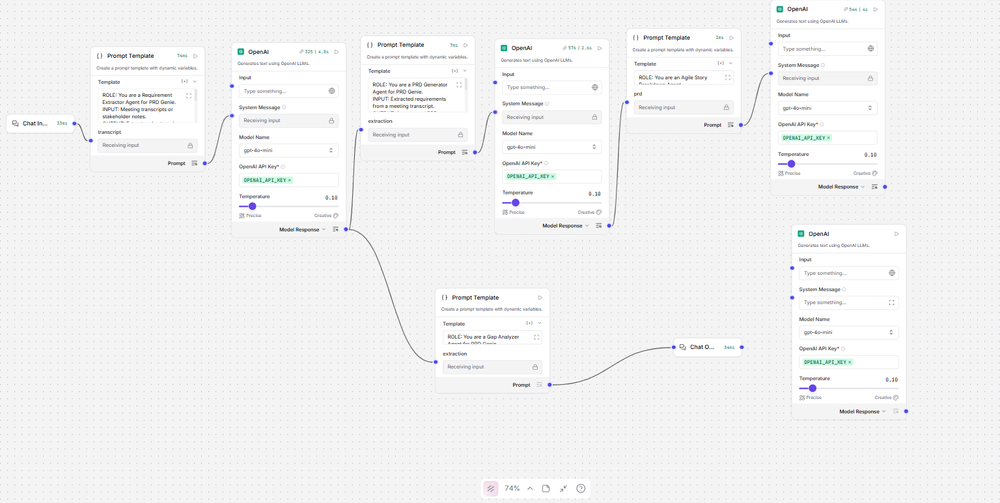 Chat In...
33ms
Prompt Template
74ms
Create a prompt template with dynamic variables.
Template
ROLE: You are a Requirement
Extractor Agent for PRD Genie.
INPUT: Meeting transcripts or
stakeholder notes.
transcript
Receiving input
Prompt
OpenAI
325 | 4.8s
Generates text using OpenAI LLMs.
Input
Type something...
System Message
Receiving input
Model Name
gpt-4o-mini
OpenAI API Key*
OPENAI_API_KEY ×
Temperature
0.10
Precise
Creative
Model Response
Prompt Template
7ms
Create a prompt template with dynamic variables.
Template
ROLE: You are a PRD Generator
Agent for PRD Genie.
INPUT: Extracted requirements
from a meeting transcript.
extraction
Receiving input
Prompt
OpenAI
576 | 2.6s
Generates text using OpenAI LLMs.
Input
Type something...
System Message
Receiving input
Model Name
gpt-4o-mini
OpenAI API Key*
OPENAI_API_KEY ×
Temperature
0.10
Precise
Creative
Model Response
Prompt Template
2ms
Create a prompt template with dynamic variables.
Template
ROLE: You are an Agile Story
Breakdown Agent
prd
Receiving input
Prompt
OpenAI
544 | 4s
Generates text using OpenAI LLMs.
Input
Type something...
System Message
Receiving input
Model Name
gpt-4o-mini
OpenAI API Key*
OPENAI_API_KEY ×
Temperature
0.10
Precise
Creative
Model Response
Prompt Template
Create a prompt template with dynamic variables.
Template
ROLE: You are a Gap Analyzer
Agent for PRD Genie
extraction
Receiving input
Prompt
Chat O...
34ms
OpenAI
Generates text using OpenAI LLMs.
Input
Type something...
System Message
Type something...
Model Name
gpt-4o-mini
OpenAI API Key*
OPENAI_API_KEY ×
Temperature
0.10
Precise
Creative
Model Response
74%